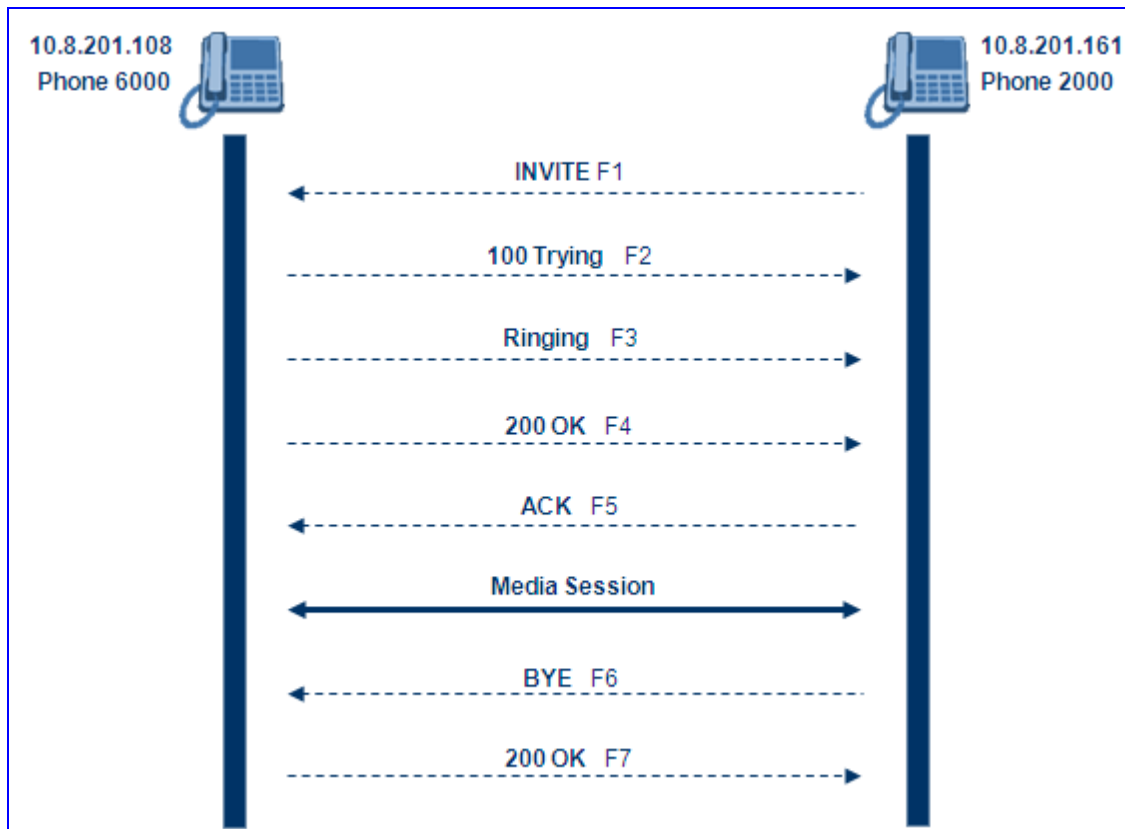 10.8.201.108
Phone 6000
10.8.201.161
Phone 2000
INVITE F1
100 Trying F2
Ringing F3
200 OK F4
ACK F5
Media Session
BYE F6
200 OK F7